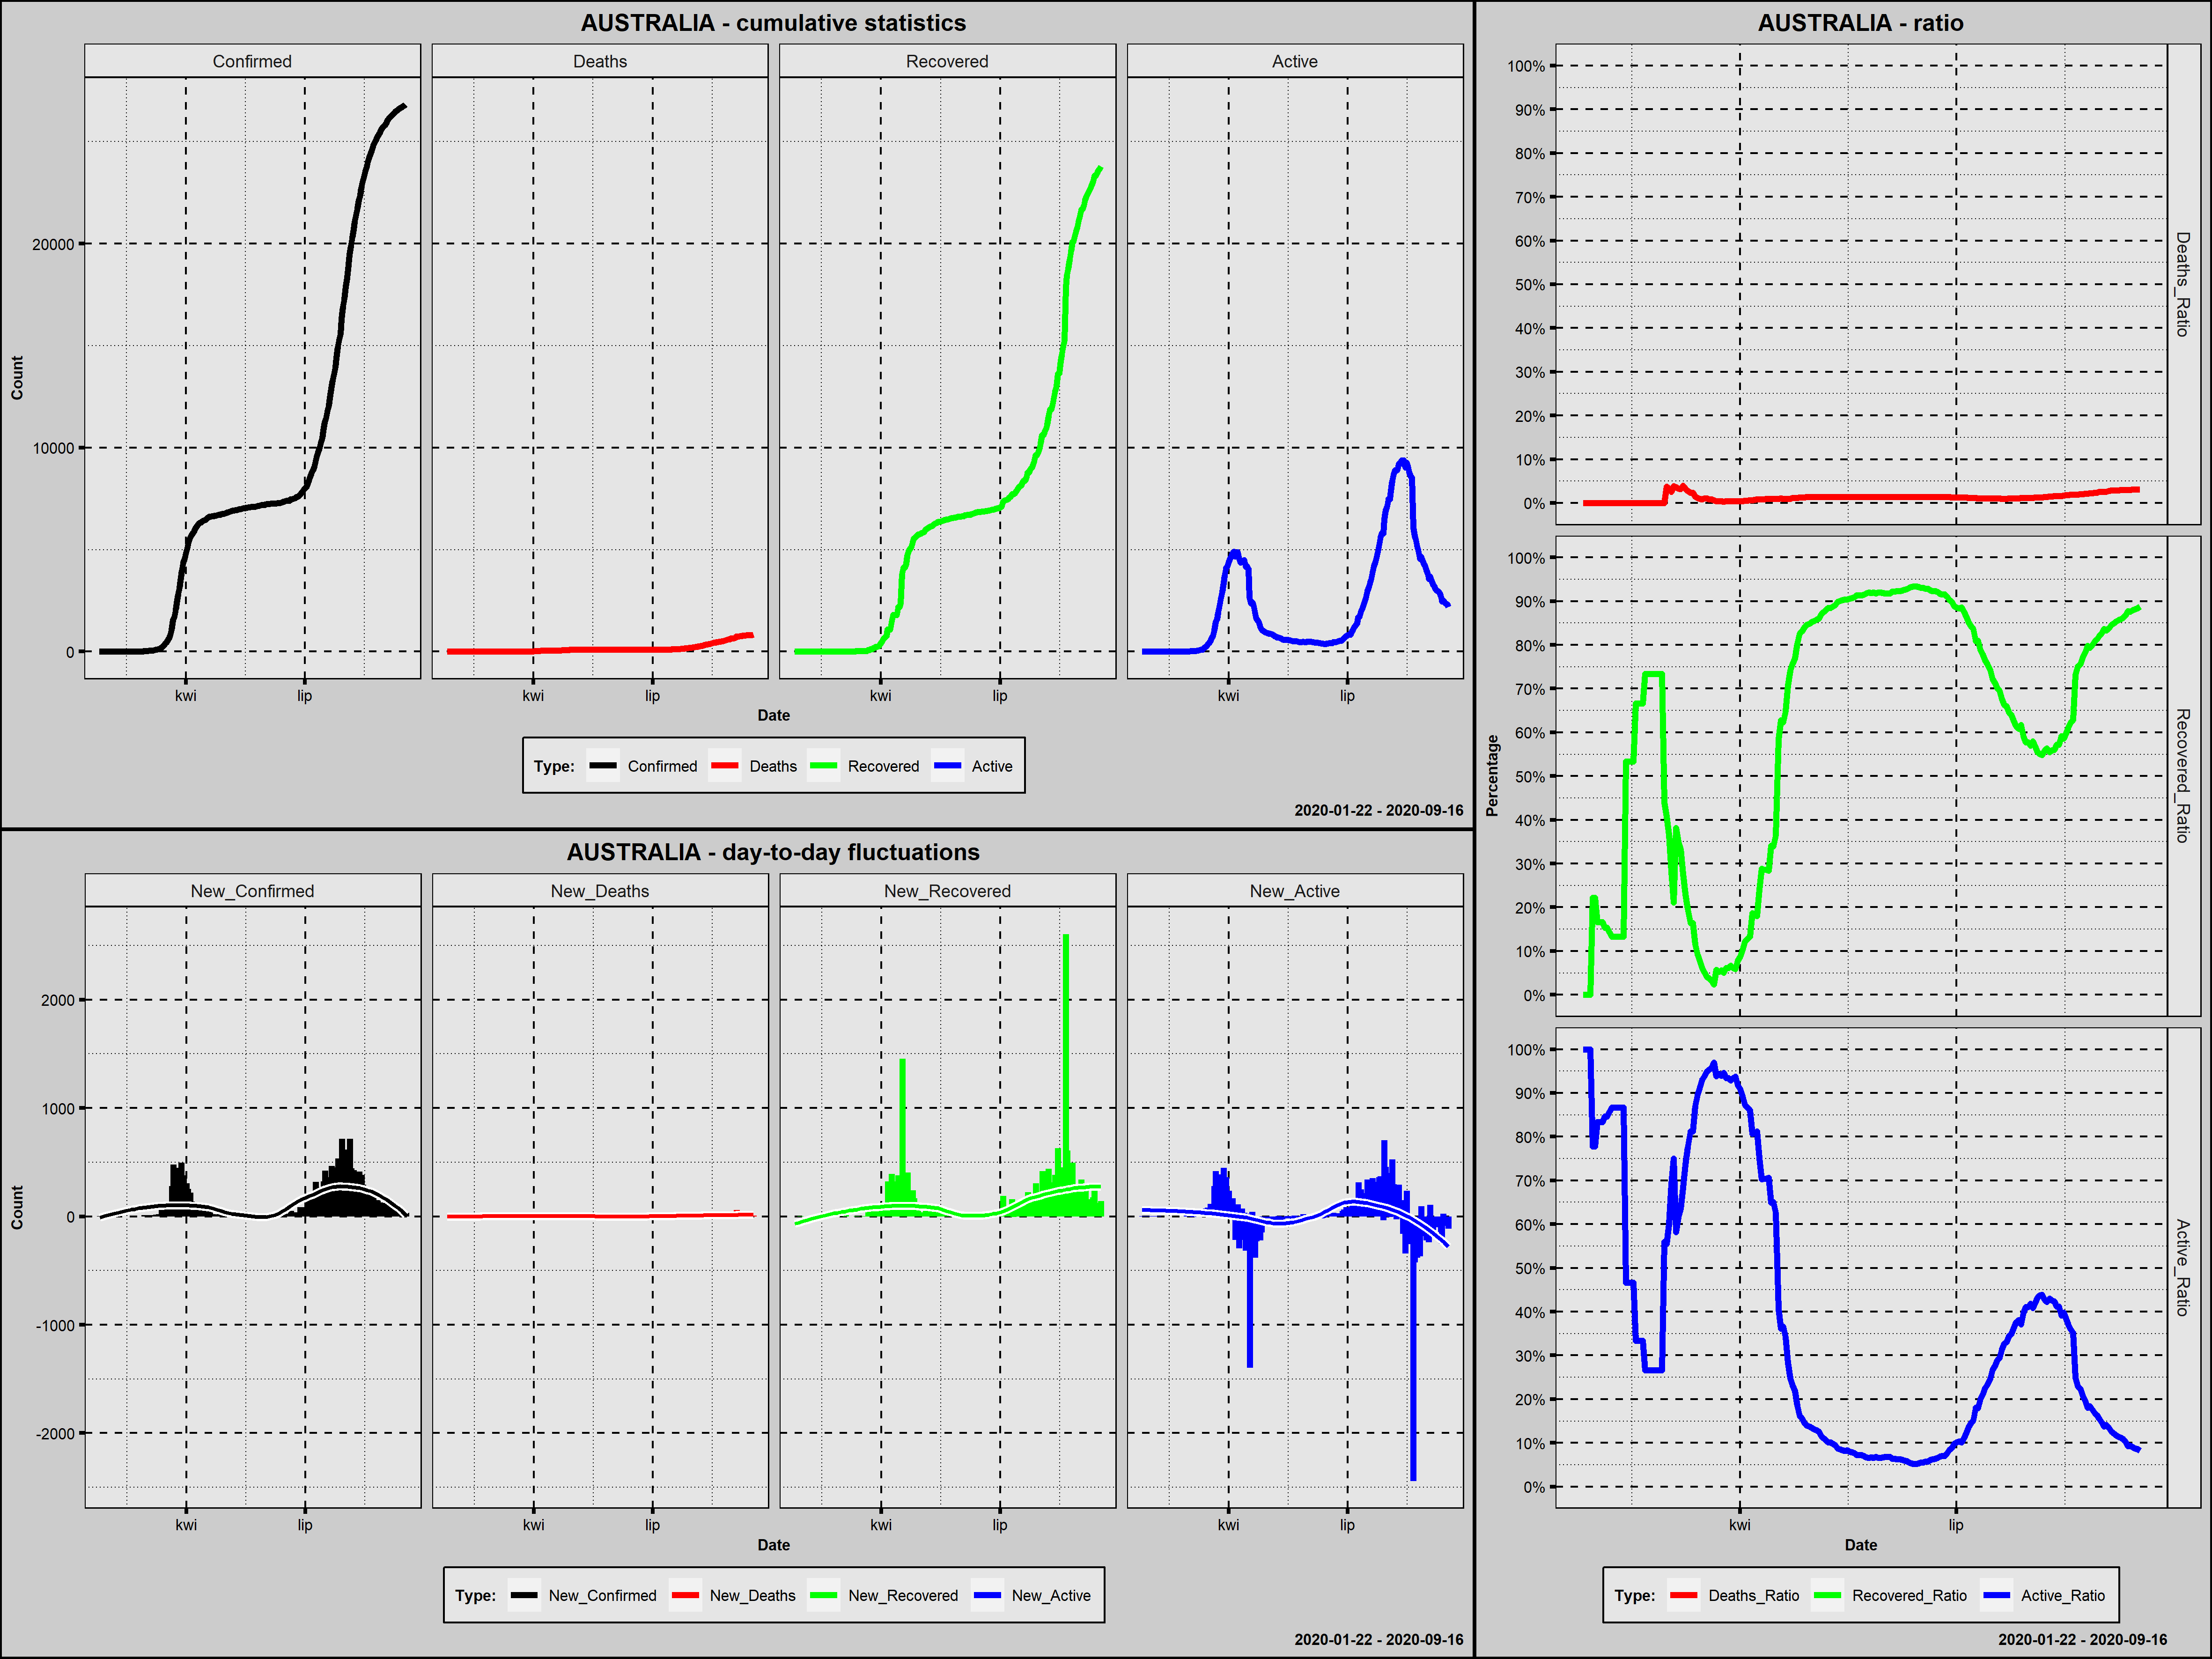 AUSTRALIA - cumulative statistics
Confirmed Deaths Recovered Active
Count
20000
10000
0
kwi lip kwi lip kwi lip kwi lip
Date
Type: Confirmed Deaths Recovered Active
2020-01-22 - 2020-09-16
AUSTRALIA - day-to-day fluctuations
New_Confirmed New_Deaths New_Recovered New_Active
Count
2000
1000
0
-1000
-2000
kwi lip kwi lip kwi lip kwi lip
Date
Type: New_Confirmed New_Deaths New_Recovered New_Active
2020-01-22 - 2020-09-16
AUSTRALIA - ratio
Percentage
100%
90%
80%
70%
60%
50%
40%
30%
20%
10%
0%
Deaths_Ratio
100%
90%
80%
70%
60%
50%
40%
30%
20%
10%
0%
Recovered_Ratio
100%
90%
80%
70%
60%
50%
40%
30%
20%
10%
0%
Active_Ratio
kwi lip
Date
Type: Deaths_Ratio Recovered_Ratio Active_Ratio
2020-01-22 - 2020-09-16